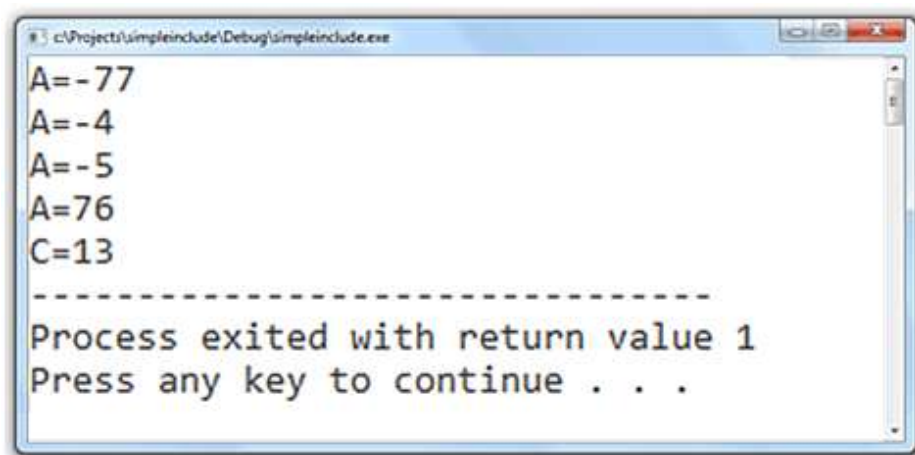 c:\Projects\simpleinclude\Debug\simpleinclude.exe
A=-77
A=-4
A=-5
A=76
C=13
--------------------------------
Process exited with return value 1
Press any key to continue . . .